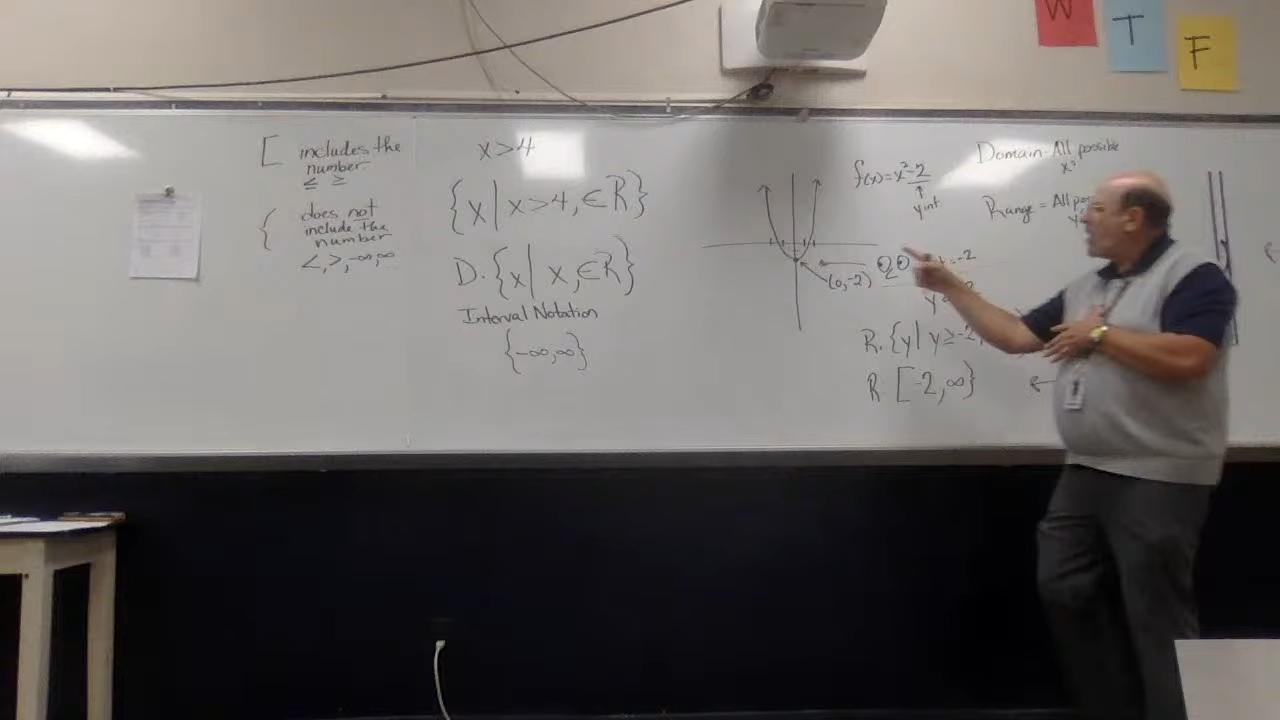 W
T
F
[ includes the
number.
≤ ≥
{ does not
include the
number
<, >, -∞, ∞
x>4
{x| x>4, ∈R}
D. {x| x, ∈R}
Interval Notation
{-∞, ∞}
f(x)=x²-2
↑
y int
(0,-2)
Domain - All possible
x's
Range = All
R. {y| y≥-2,
R. [-2, ∞}